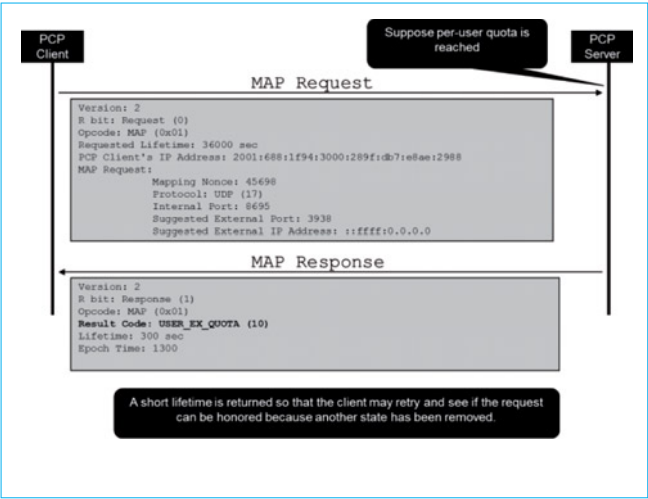 PCP
Client
Suppose per-user quota is
reached
PCP
Server
MAP Request
Version: 2
R bit: Request (0)
Opcode: MAP (0x01)
Requested Lifetime: 36000 sec
PCP Client's IP Address: 2001:688:1f94:3000:289f:db7:e8ae:2988
MAP Request:
Mapping Nonce: 45698
Protocol: UDP (17)
Internal Port: 8695
Suggested External Port: 3938
Suggested External IP Address: ::ffff:0.0.0.0
MAP Response
Version: 2
R bit: Response (1)
Opcode: MAP (0x01)
Result Code: USER_EX_QUOTA (10)
Lifetime: 300 sec
Epoch Time: 1300
A short lifetime is returned so that the client may retry and see if the request
can be honored because another state has been removed.